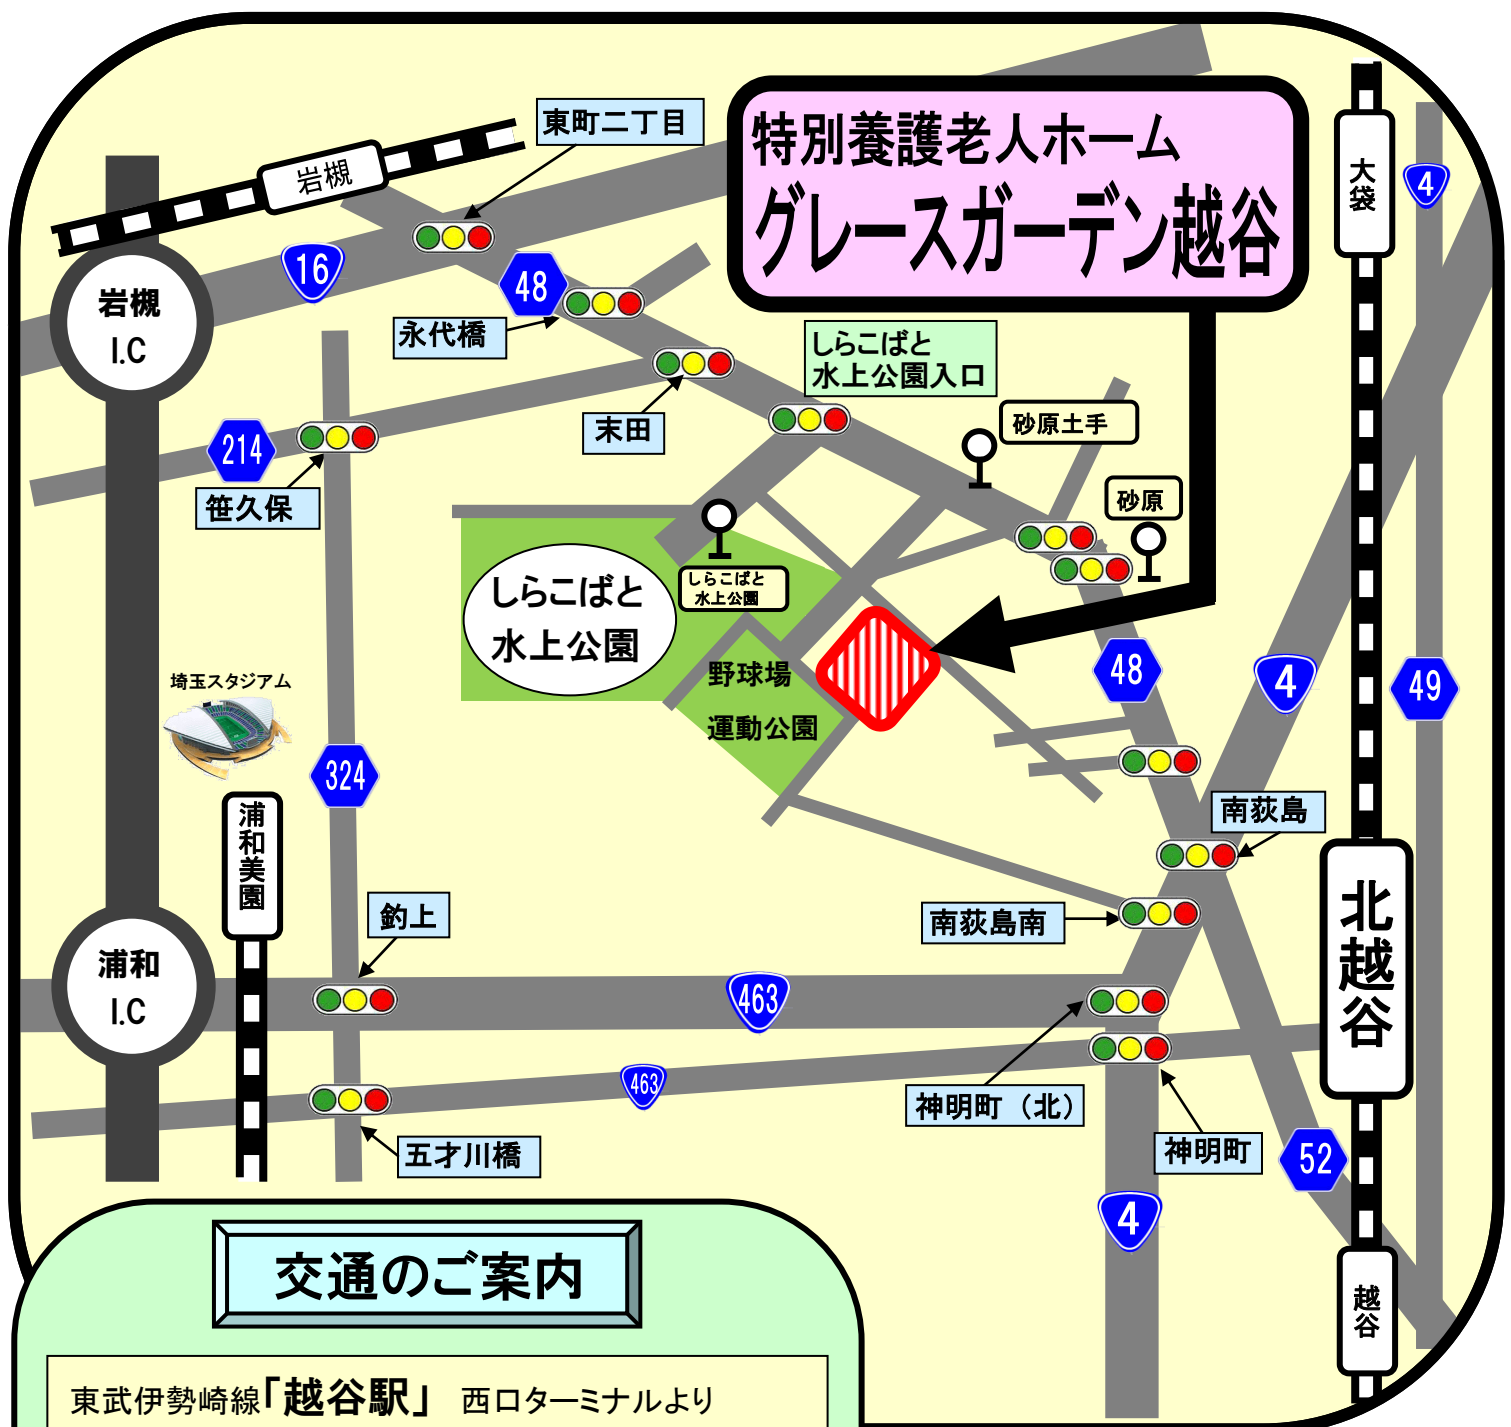 特別養護老人ホーム
グレースガーデン越谷
東町二丁目
岩槻
大袋
4
16
48
岩槻
I.C
永代橋
しらこばと
水上公園入口
末田
砂原土手
214
笹久保
砂原
しらこばと
水上公園
しらこばと
水上公園
野球場
運動公園
48
4
49
埼玉スタジアム
324
浦和美園
南荻島
釣上
南荻島南
北越谷
浦和
I.C
463
463
神明町（北）
神明町
五才川橋
52
4
越谷
交通のご案内
東武伊勢崎線「越谷駅」 西口ターミナルより